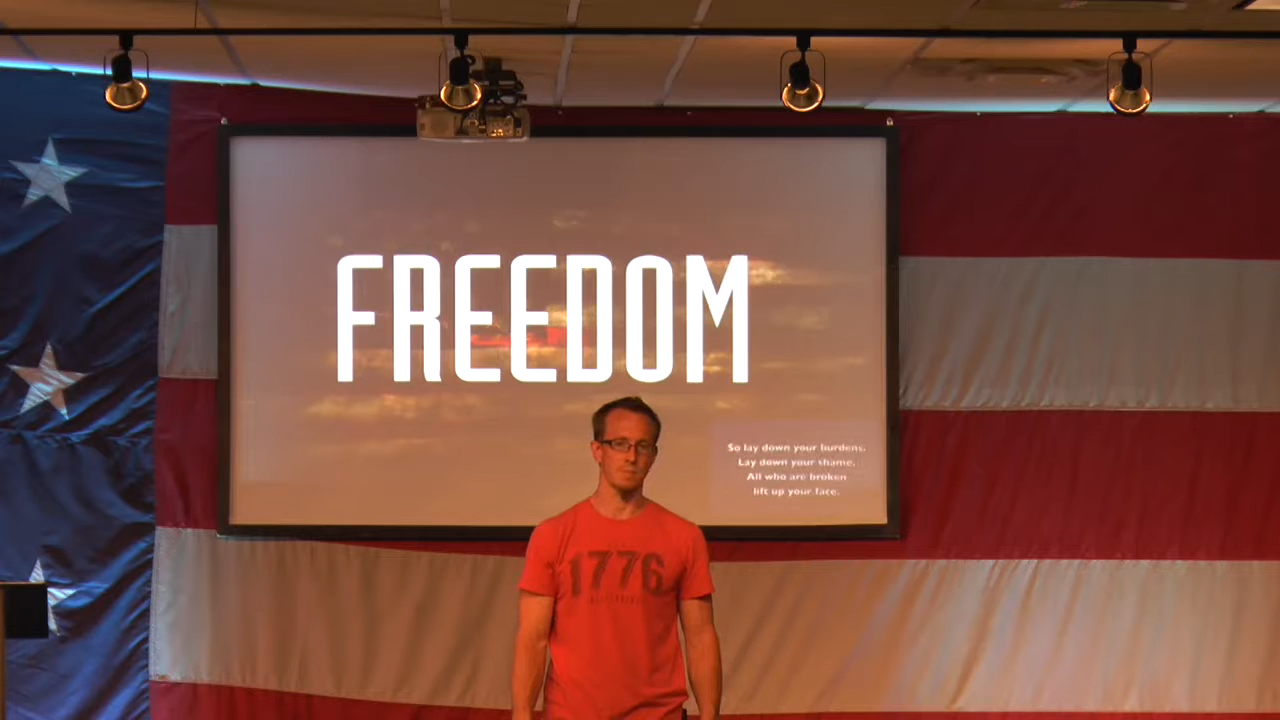 FREEDOM
So lay down your burdens.
Lay down your shame.
All who are broken
lift up your face.
1776